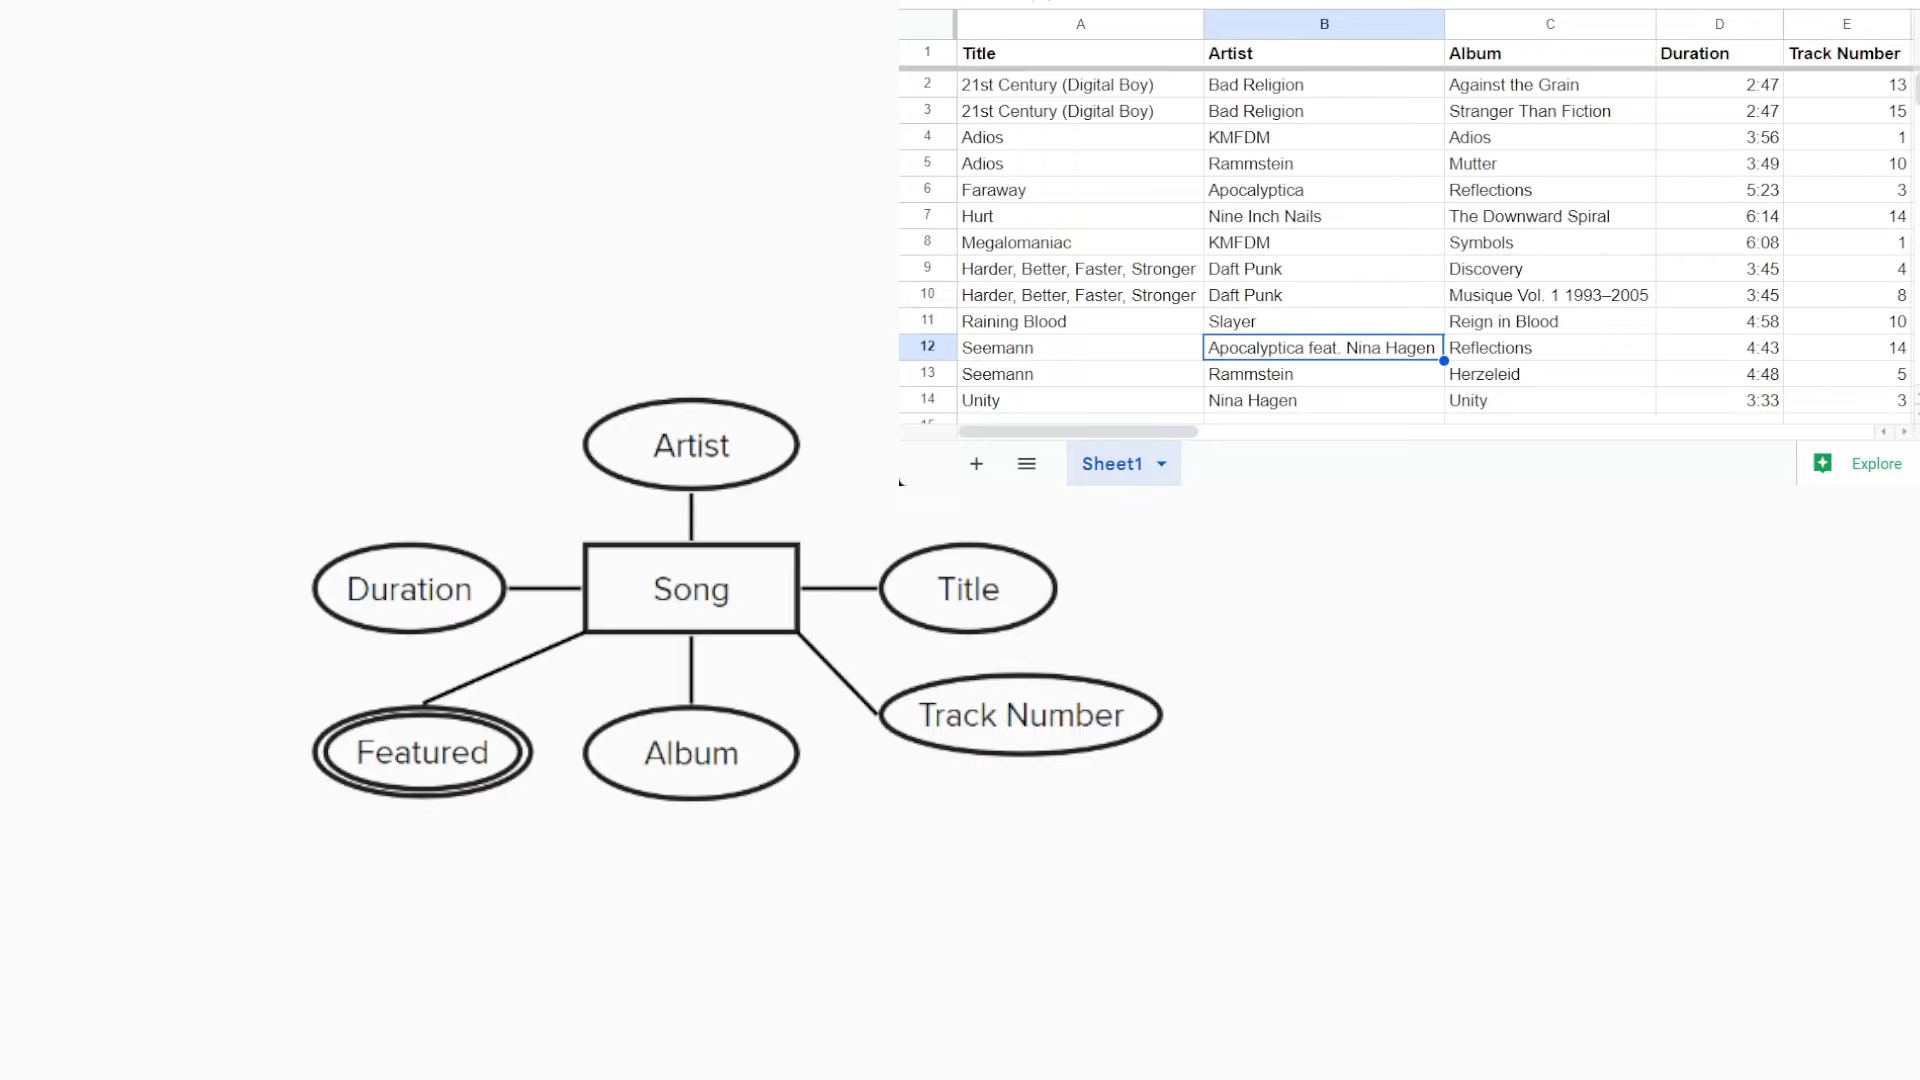 A B C D E
1 Title Artist Album Duration Track Number
2 21st Century (Digital Boy) Bad Religion Against the Grain 2:47 13
3 21st Century (Digital Boy) Bad Religion Stranger Than Fiction 2:47 15
4 Adios KMFDM Adios 3:56 1
5 Adios Rammstein Mutter 3:49 10
6 Faraway Apocalyptica Reflections 5:23 3
7 Hurt Nine Inch Nails The Downward Spiral 6:14 14
8 Megalomaniac KMFDM Symbols 6:08 1
9 Harder, Better, Faster, Stronger Daft Punk Discovery 3:45 4
10 Harder, Better, Faster, Stronger Daft Punk Musique Vol. 1 1993–2005 3:45 8
11 Raining Blood Slayer Reign in Blood 4:58 10
12 Seemann Apocalyptica feat. Nina Hagen Reflections 4:43 14
13 Seemann Rammstein Herzeleid 4:48 5
14 Unity Nina Hagen Unity 3:33 3
Sheet1 Explore
Artist
Duration Song Title
Track Number
Featured Album